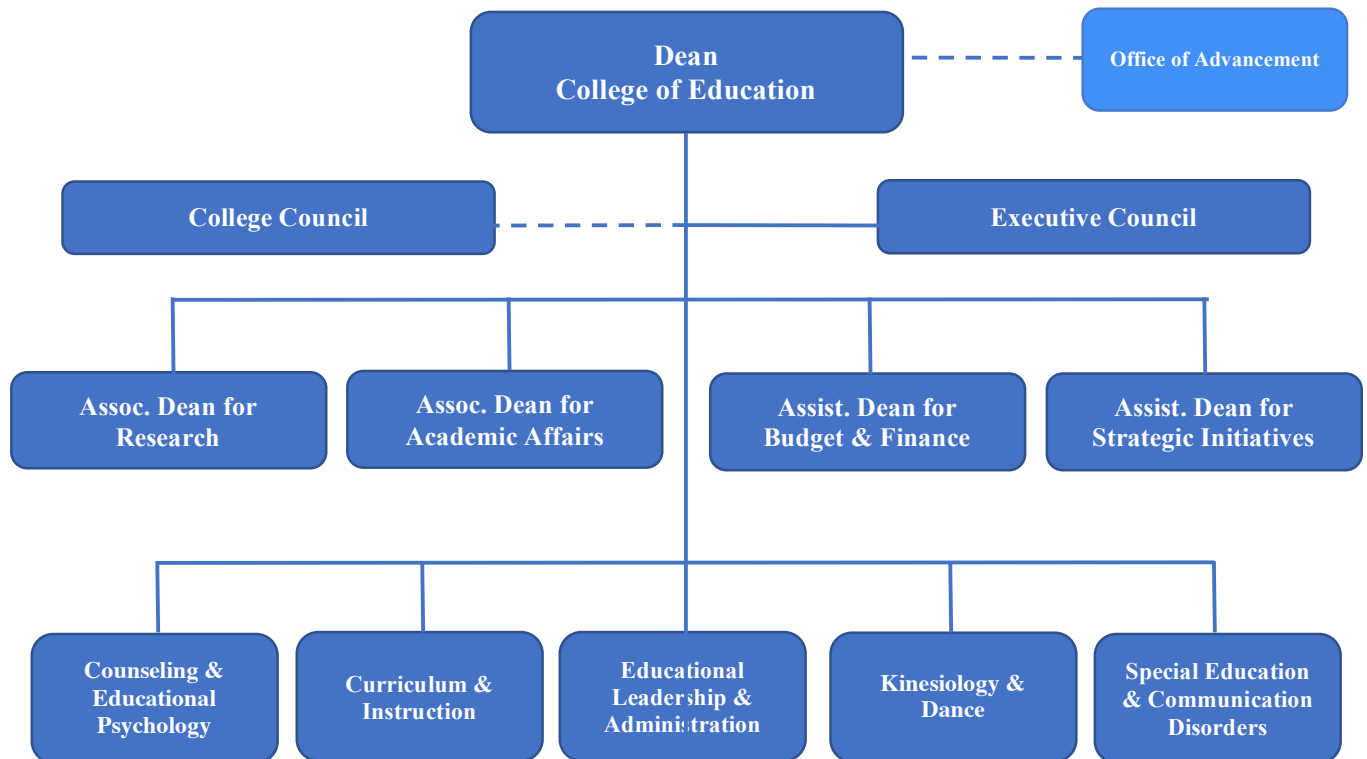 Dean
College of Education
Office of Advancement
College Council
Executive Council
Assoc. Dean for
Research
Assoc. Dean for
Academic Affairs
Assist. Dean for
Budget & Finance
Assist. Dean for
Strategic Initiatives
Counseling &
Educational
Psychology
Curriculum &
Instruction
Educational
Leadership &
Administration
Kinesiology &
Dance
Special Education
& Communication
Disorders